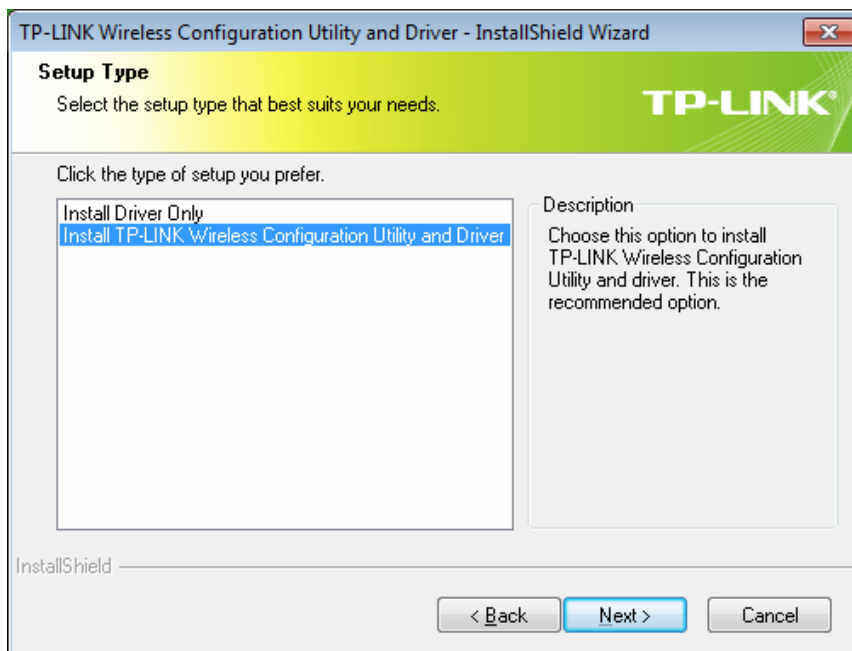 TP-LINK Wireless Configuration Utility and Driver - InstallShield Wizard
Setup Type
Select the setup type that best suits your needs.
TP-LINK®
Click the type of setup you prefer.
Install Driver Only
Install TP-LINK Wireless Configuration Utility and Driver
Description
Choose this option to install
TP-LINK Wireless Configuration
Utility and driver. This is the
recommended option.
InstallShield
< Back
Next >
Cancel